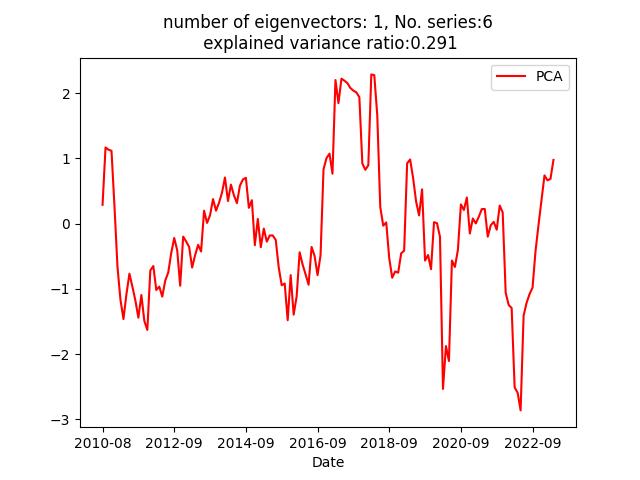 number of eigenvectors: 1, No. series:6
explained variance ratio:0.291
PCA
2
1
0
−1
−2
−3
2010-08 2012-09 2014-09 2016-09 2018-09 2020-09 2022-09
Date